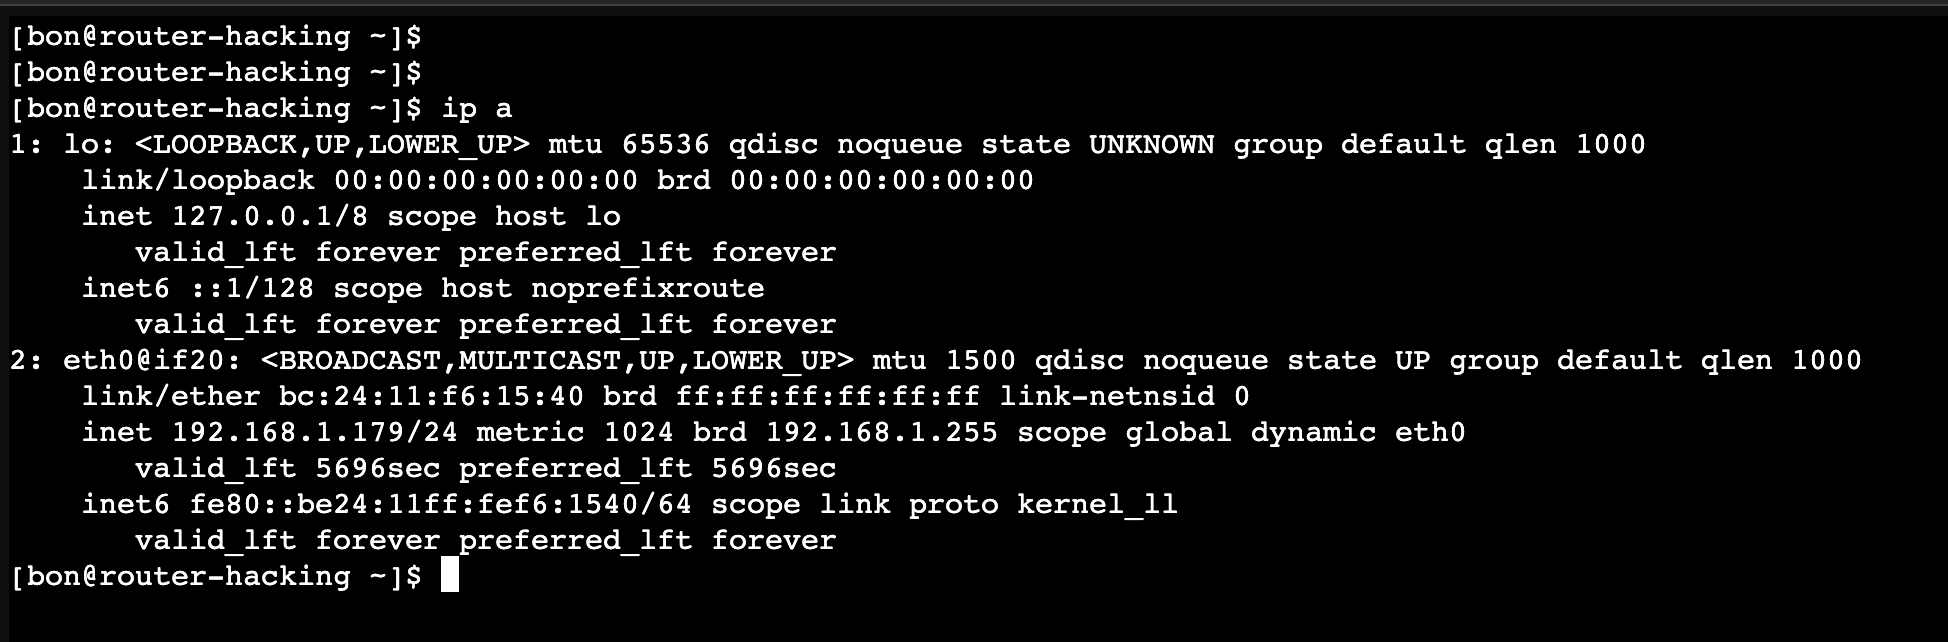 [bon@router-hacking ~]$
[bon@router-hacking ~]$
[bon@router-hacking ~]$ ip a
1: lo: <LOOPBACK,UP,LOWER_UP> mtu 65536 qdisc noqueue state UNKNOWN group default qlen 1000
    link/loopback 00:00:00:00:00:00 brd 00:00:00:00:00:00
    inet 127.0.0.1/8 scope host lo
       valid_lft forever preferred_lft forever
    inet6 ::1/128 scope host noprefixroute
       valid_lft forever preferred_lft forever
2: eth0@if20: <BROADCAST,MULTICAST,UP,LOWER_UP> mtu 1500 qdisc noqueue state UP group default qlen 1000
    link/ether bc:24:11:f6:15:40 brd ff:ff:ff:ff:ff:ff link-netnsid 0
    inet 192.168.1.179/24 metric 1024 brd 192.168.1.255 scope global dynamic eth0
       valid_lft 5696sec preferred_lft 5696sec
    inet6 fe80::be24:11ff:fef6:1540/64 scope link proto kernel_ll
       valid_lft forever preferred_lft forever
[bon@router-hacking ~]$